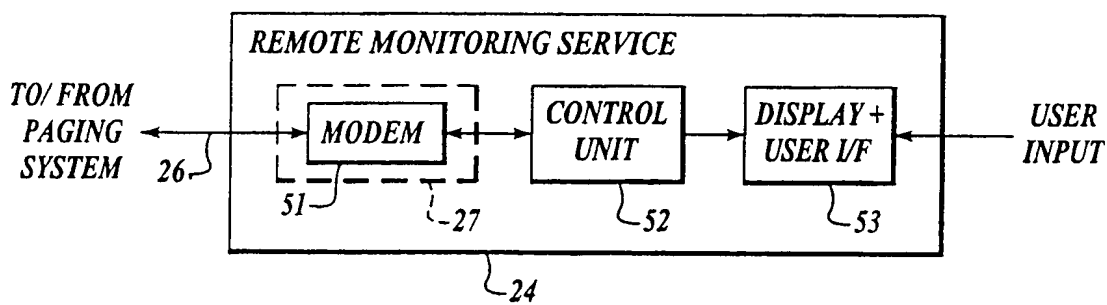 REMOTE MONITORING SERVICE
TO/ FROM
PAGING
SYSTEM
26
MODEM
51
27
CONTROL
UNIT
52
DISPLAY +
USER I/F
53
USER
INPUT
24